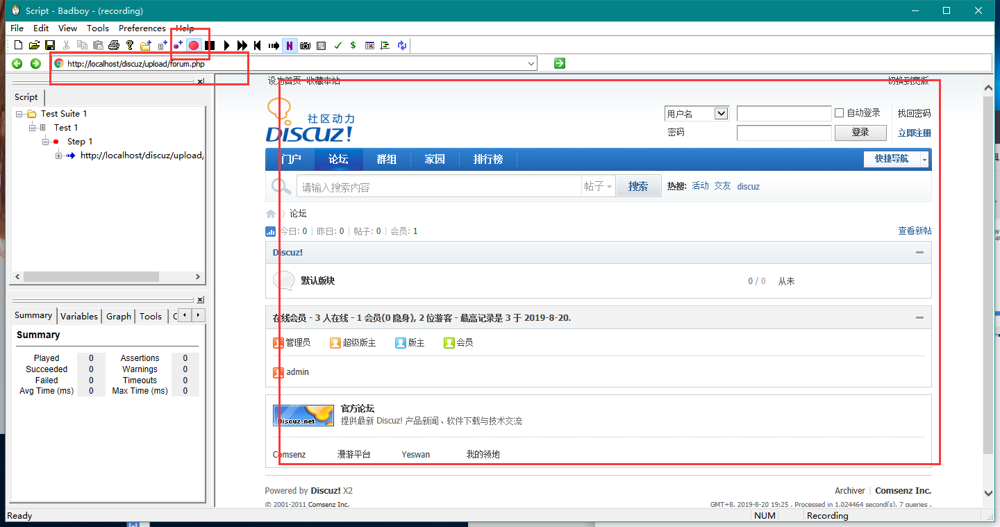 Script - Badboy - (recording)
File Edit View Tools Preferences Help
http://localhost/discuz/upload/forum.php
Script
Test Suite 1
Test 1
Step 1
http://localhost/discuz/upload,
Summary Variables Graph Tools
Summary
Played 0 Assertions 0
Succeeded 0 Warnings 0
Failed 0 Timeouts 0
Avg Time (ms) 0 Max Time (ms) 0
设为首页 收藏本站 切换到宽版
社区动力
DISCUZ!
用户名 自动登录 找回密码
密码 登录 立即注册
门户 论坛 群组 家园 排行榜 快捷导航
请输入搜索内容 帖子 搜索 热搜: 活动 交友 discuz
〉论坛
今日: 0 | 昨日: 0 | 帖子: 0 | 会员: 1 查看新帖
Discuz!
默认版块 0 / 0 从未
在线会员 - 3 人在线 - 1 会员(0 隐身), 2 位游客 - 最高记录是 3 于 2019-8-20.
管理员 超级版主 版主 会员
admin
Discuz.net
官方论坛
提供最新 Discuz! 产品新闻、软件下载与技术交流
Comsenz 漫游平台 Yeswan 我的领地
Powered by Discuz! X2 Archiver | Comsenz Inc.
© 2001-2011 Comsenz Inc. GMT+8, 2019-8-20 19:25 , Processed in 1.024464 second(s), 7 queries .
Ready NUM Recording